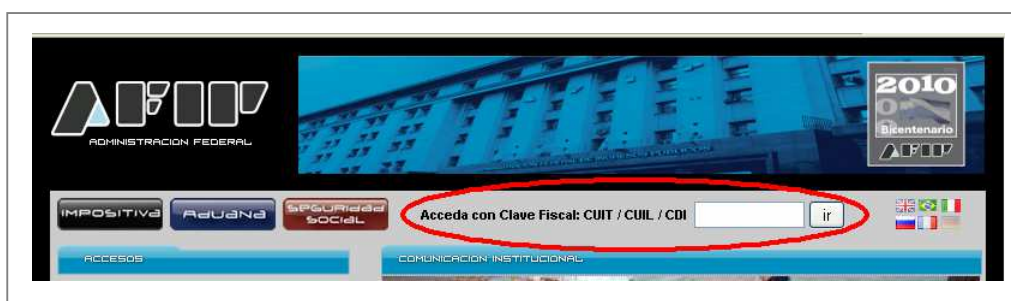 AFIP
ADMINISTRACION FEDERAL
2010
Bicentenario
AFIP
IMPOSITIVA
ADUANA
SEGURIDAD
SOCIAL
Acceda con Clave Fiscal: CUIT / CUIL / CDI
ir
ACCESOS
COMUNICACION INSTITUCIONAL